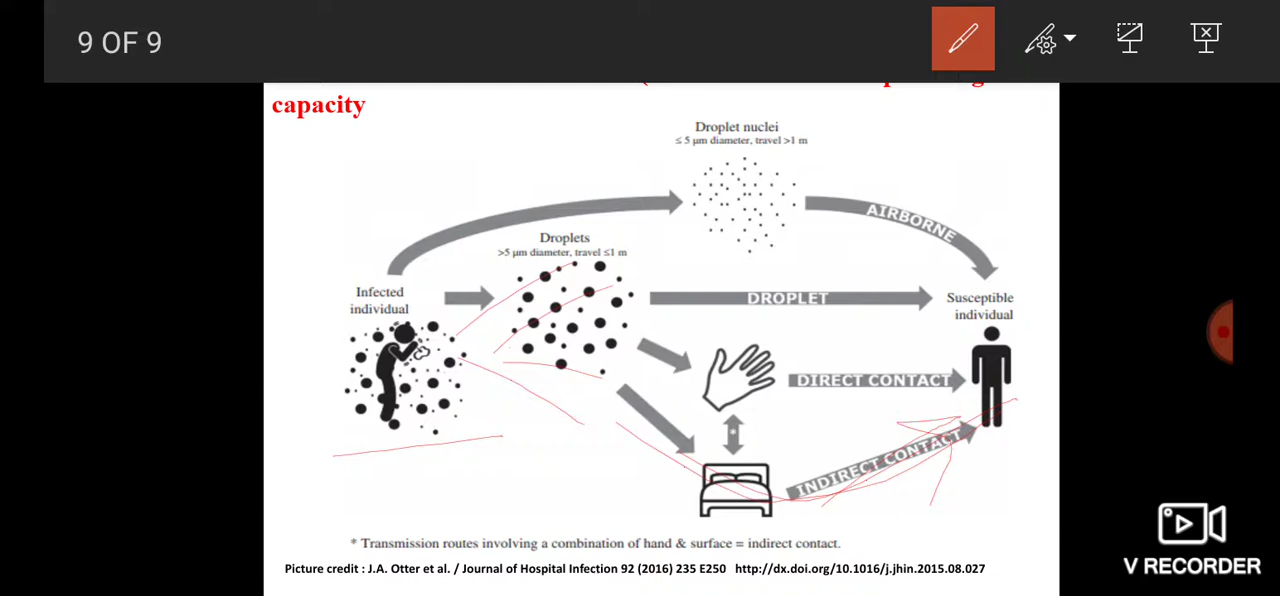 9 OF 9
capacity
Droplet nuclei
≤ 5 μm diameter, travel >1 m
AIRBORNE
Droplets
>5 μm diameter, travel ≤1 m
Infected
individual
DROPLET
Susceptible
individual
DIRECT CONTACT
*
INDIRECT CONTACT
* Transmission routes involving a combination of hand & surface = indirect contact.
Picture credit : J.A. Otter et al. / Journal of Hospital Infection 92 (2016) 235 E250 http://dx.doi.org/10.1016/j.jhin.2015.08.027
V RECORDER